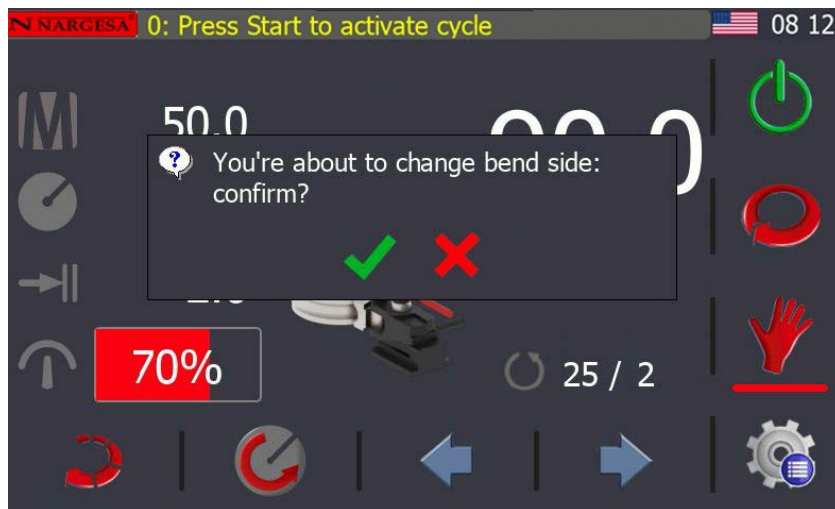 N NARGESA
0: Press Start to activate cycle
08 12
50.0
You're about to change bend side:
confirm?
70%
25 / 2